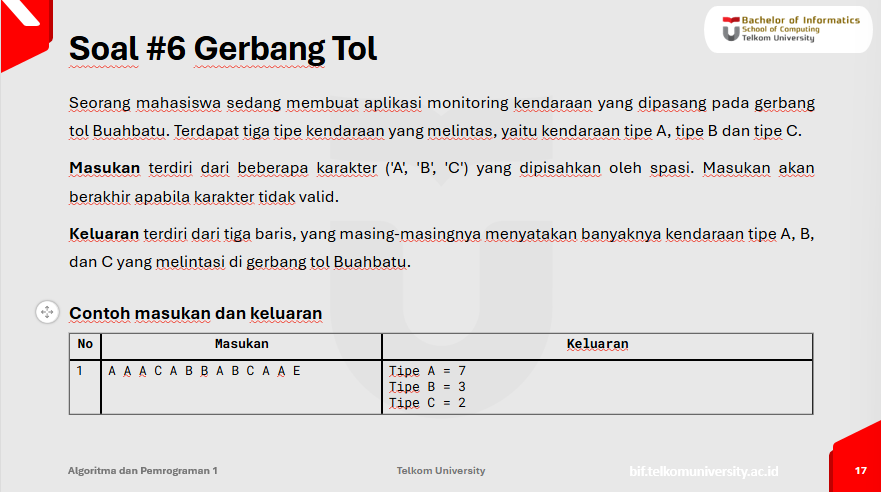 Bachelor of Informatics
School of Computing
Telkom University
Soal #6 Gerbang Tol
Seorang mahasiswa sedang membuat aplikasi monitoring kendaraan yang dipasang pada gerbang
tol Buahbatu. Terdapat tiga tipe kendaraan yang melintas, yaitu kendaraan tipe A, tipe B dan tipe C.
Masukan terdiri dari beberapa karakter ('A', 'B', 'C') yang dipisahkan oleh spasi. Masukan akan
berakhir apabila karakter tidak valid.
Keluaran terdiri dari tiga baris, yang masing-masingnya menyatakan banyaknya kendaraan tipe A, B,
dan C yang melintasi di gerbang tol Buahbatu.
Contoh masukan dan keluaran
No Masukan Keluaran
1 A A A C A B B A B C A A E Tipe A = 7
Tipe B = 3
Tipe C = 2
Algoritma dan Pemrograman 1 Telkom University bif.telkomuniversity.ac.id 17